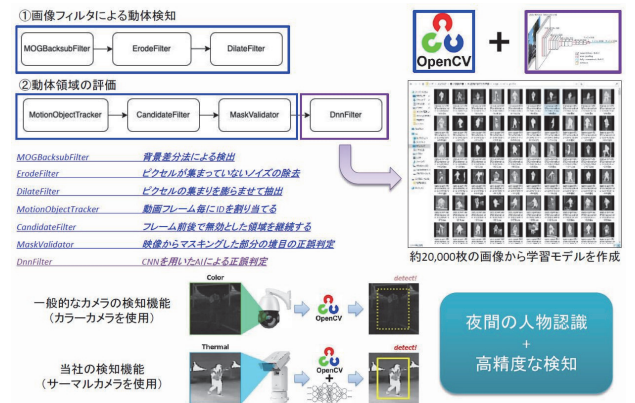 ①画像フィルタによる動体検知
MOGBacksubFilter
ErodeFilter
DilateFilter
②動体領域の評価
MotionObjectTracker
CandidateFilter
MaskValidator
DnnFilter
OpenCV
+
MOGBacksubFilter 背景差分法による検出
ErodeFilter ピクセルが集まっていないノイズの除去
DilateFilter ピクセルの集まりを膨らませて抽出
MotionObjectTracker 動画フレーム毎にIDを割り当てる
CandidateFilter フレーム前後で無効とした領域を継続する
MaskValidator 映像からマスキングした部分の境目の正誤判定
DnnFilter CNNを用いたAIによる正誤判定
約20,000枚の画像から学習モデルを作成
一般的なカメラの検知機能
(カラーカメラを使用)
Color
OpenCV
detect!
当社の検知機能
(サーマルカメラを使用)
Thermal
OpenCV
+
detect!
夜間の人物認識
+
高精度な検知